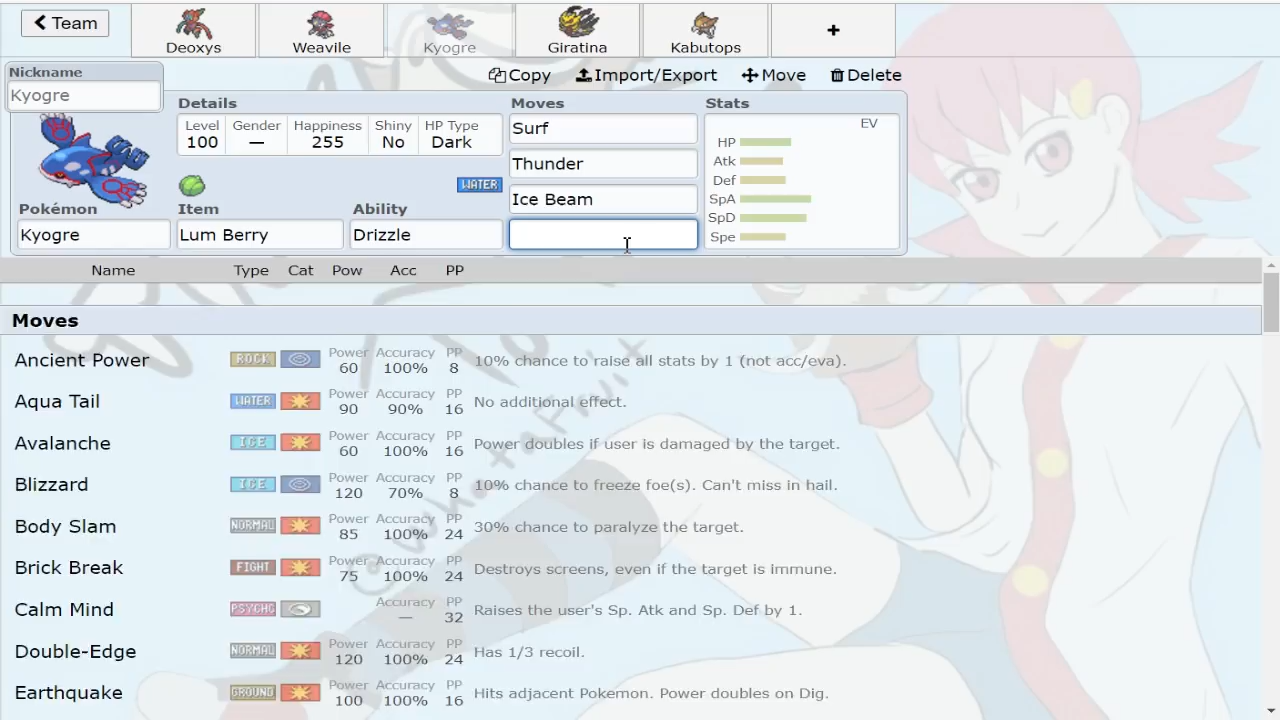 Team
Deoxys
Weavile
Kyogre
Giratina
Kabutops
+
Nickname
Kyogre
Copy
Import/Export
Move
Delete
Details
Level
100
Gender
—
Happiness
255
Shiny
No
HP Type
Dark
WATER
Pokémon
Kyogre
Item
Lum Berry
Ability
Drizzle
Moves
Surf
Thunder
Ice Beam
Stats
EV
HP
Atk
Def
SpA
SpD
Spe
Name Type Cat Pow Acc PP
Moves
Ancient Power ROCK Power 60 Accuracy 100% PP 8 10% chance to raise all stats by 1 (not acc/eva).
Aqua Tail WATER Power 90 Accuracy 90% PP 16 No additional effect.
Avalanche ICE Power 60 Accuracy 100% PP 16 Power doubles if user is damaged by the target.
Blizzard ICE Power 120 Accuracy 70% PP 8 10% chance to freeze foe(s). Can't miss in hail.
Body Slam NORMAL Power 85 Accuracy 100% PP 24 30% chance to paralyze the target.
Brick Break FIGHT Power 75 Accuracy 100% PP 24 Destroys screens, even if the target is immune.
Calm Mind PSYCHC Accuracy — PP 32 Raises the user's Sp. Atk and Sp. Def by 1.
Double-Edge NORMAL Power 120 Accuracy 100% PP 24 Has 1/3 recoil.
Earthquake GROUND Power 100 Accuracy 100% PP 16 Hits adjacent Pokemon. Power doubles on Dig.